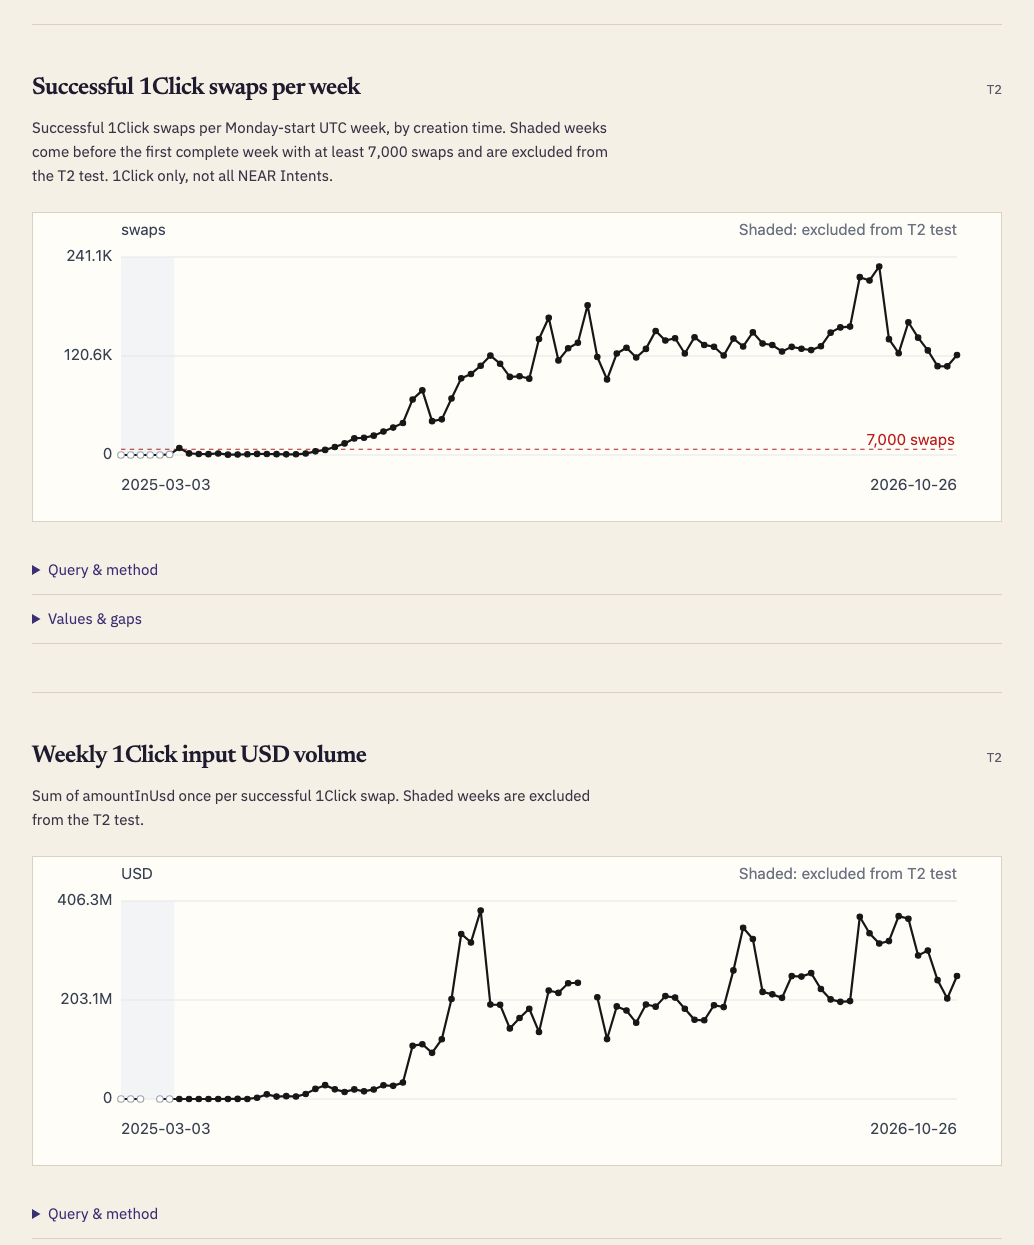 Successful 1Click swaps per week
T2
Successful 1Click swaps per Monday-start UTC week, by creation time. Shaded weeks
come before the first complete week with at least 7,000 swaps and are excluded from
the T2 test. 1Click only, not all NEAR Intents.
swaps
Shaded: excluded from T2 test
241.1K
120.6K
7,000 swaps
0
2025-03-03
2026-10-26
▶ Query & method
▶ Values & gaps
Weekly 1Click input USD volume
T2
Sum of amountInUsd once per successful 1Click swap. Shaded weeks are excluded
from the T2 test.
USD
Shaded: excluded from T2 test
406.3M
203.1M
0
2025-03-03
2026-10-26
▶ Query & method